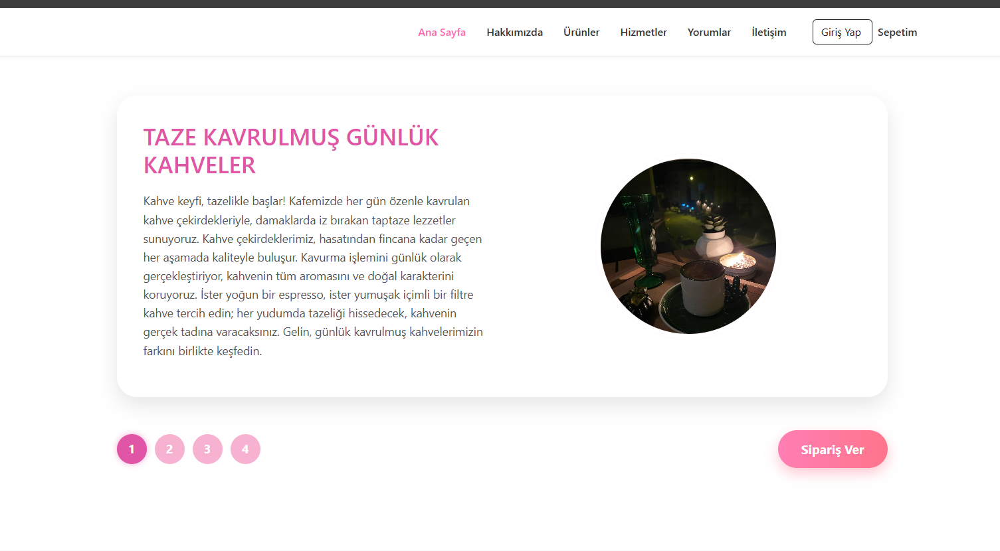 Ana Sayfa Hakkımızda Ürünler Hizmetler Yorumlar İletişim Giriş Yap Sepetim
TAZE KAVRULMUŞ GÜNLÜK
KAHVELER
Kahve keyfi, tazelikle başlar! Kafemizde her gün özenle kavrulan
kahve çekirdekleriyle, damaklarda iz bırakan taptaze lezzetler
sunuyoruz. Kahve çekirdeklerimiz, hasatından fincana kadar geçen
her aşamada kaliteyle buluşur. Kavurma işlemini günlük olarak
gerçekleştiriyor, kahvenin tüm aromasını ve doğal karakterini
koruyoruz. İster yoğun bir espresso, ister yumuşak içimli bir filtre
kahve tercih edin; her yudumda tazeliği hissedecek, kahvenin
gerçek tadına varacaksınız. Gelin, günlük kavrulmuş kahvelerimizin
farkını birlikte keşfedin.
1 2 3 4 Sipariş Ver